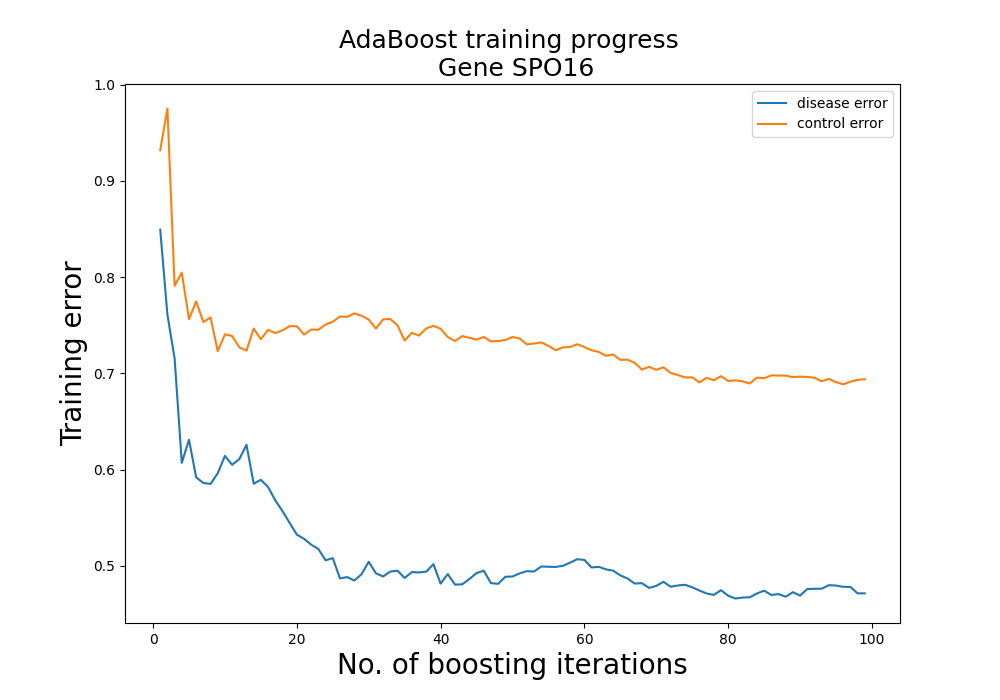 AdaBoost training progress
Gene SPO16
disease error
control error
Training error
1.0
0.9
0.8
0.7
0.6
0.5
0 20 40 60 80 100
No. of boosting iterations